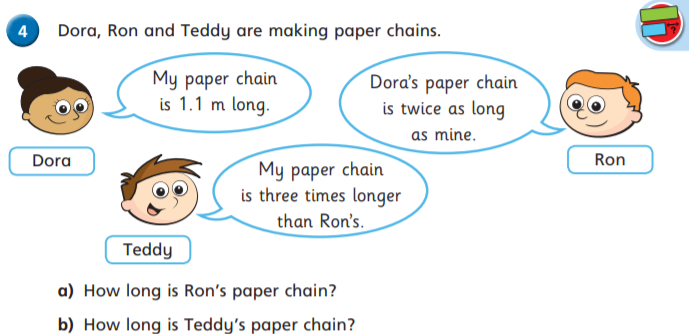 4 Dora, Ron and Teddy are making paper chains.
My paper chain
is 1.1 m long.
Dora's paper chain
is twice as long
as mine.
Dora
Ron
My paper chain
is three times longer
than Ron's.
Teddy
a) How long is Ron's paper chain?
b) How long is Teddy's paper chain?